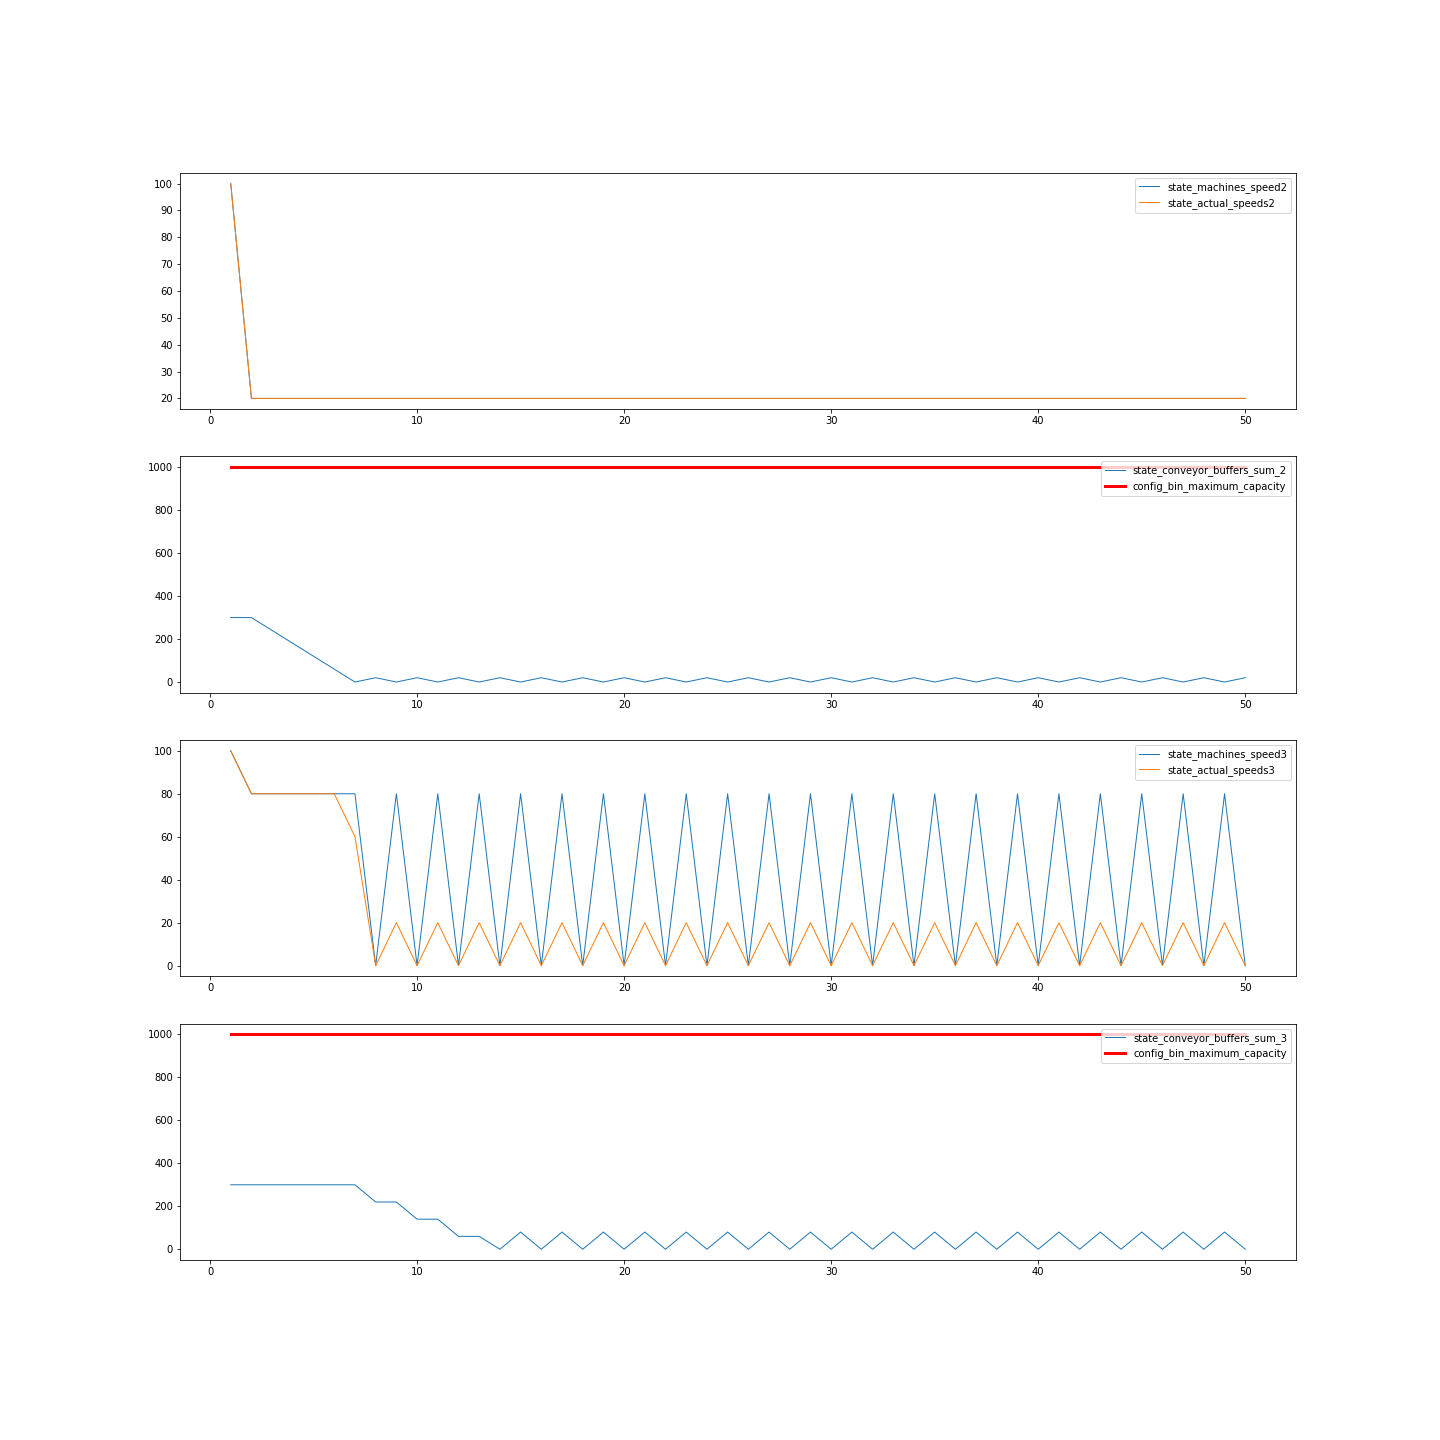 100
90
80
70
60
50
40
30
20
0 10 20 30 40 50
state_machines_speed2
state_actual_speeds2
1000
800
600
400
200
0
0 10 20 30 40 50
state_conveyor_buffers_sum_2
config_bin_maximum_capacity
100
80
60
40
20
0
0 10 20 30 40 50
state_machines_speed3
state_actual_speeds3
1000
800
600
400
200
0
0 10 20 30 40 50
state_conveyor_buffers_sum_3
config_bin_maximum_capacity